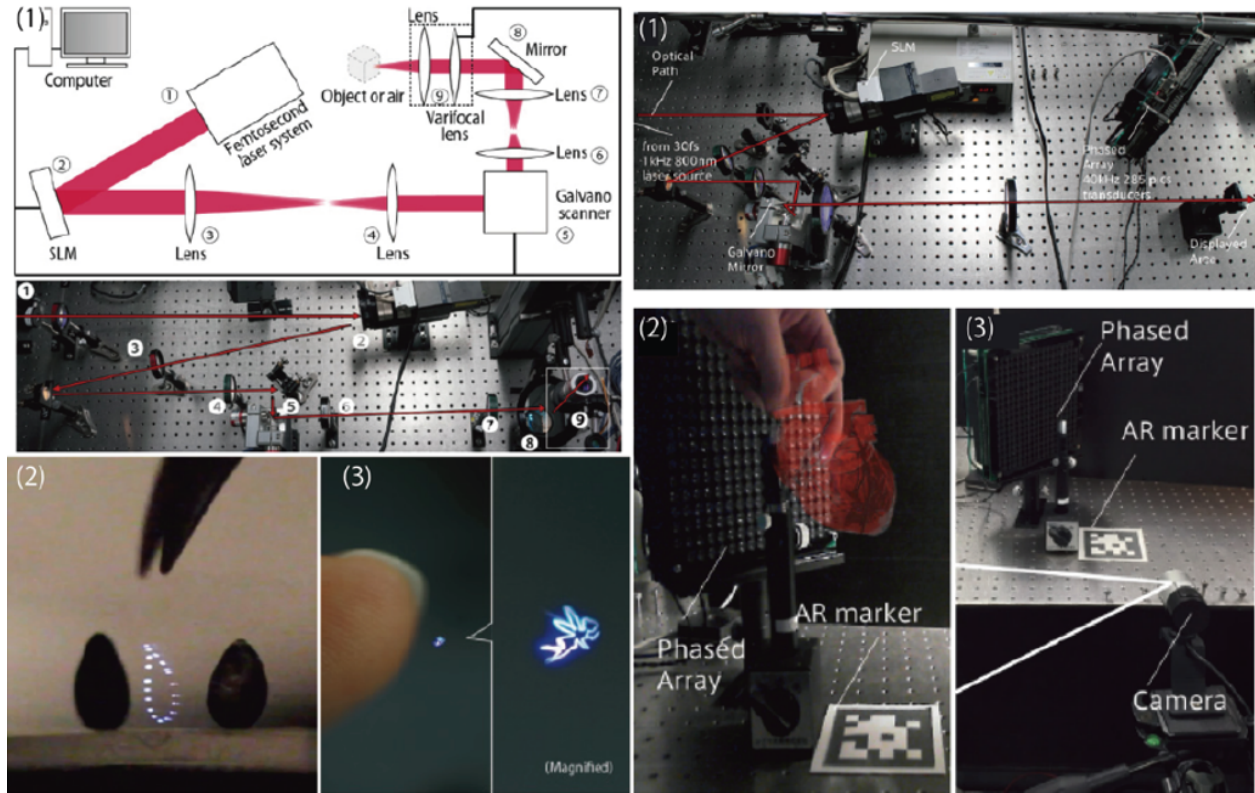 (1)
Computer
①
Femtosecond
laser system
②
SLM
Lens
③
④
Lens
Galvano
scanner
⑤
Lens ⑥
Lens ⑦
⑧
Mirror
Lens
⑨
Varifocal
lens
Object or air
1
2
3
4
5
6
7
8
9
(2)
(3)
(Magnified)
(1)
Optical
Path
SLM
from 30fs
1kHz 800nm
laser source
Galvano
Mirror
Phased
Array
40kHz 285 pics
transducers
Displayed
Area
(2)
Phased
Array
AR marker
(3)
Phased
Array
AR marker
Camera